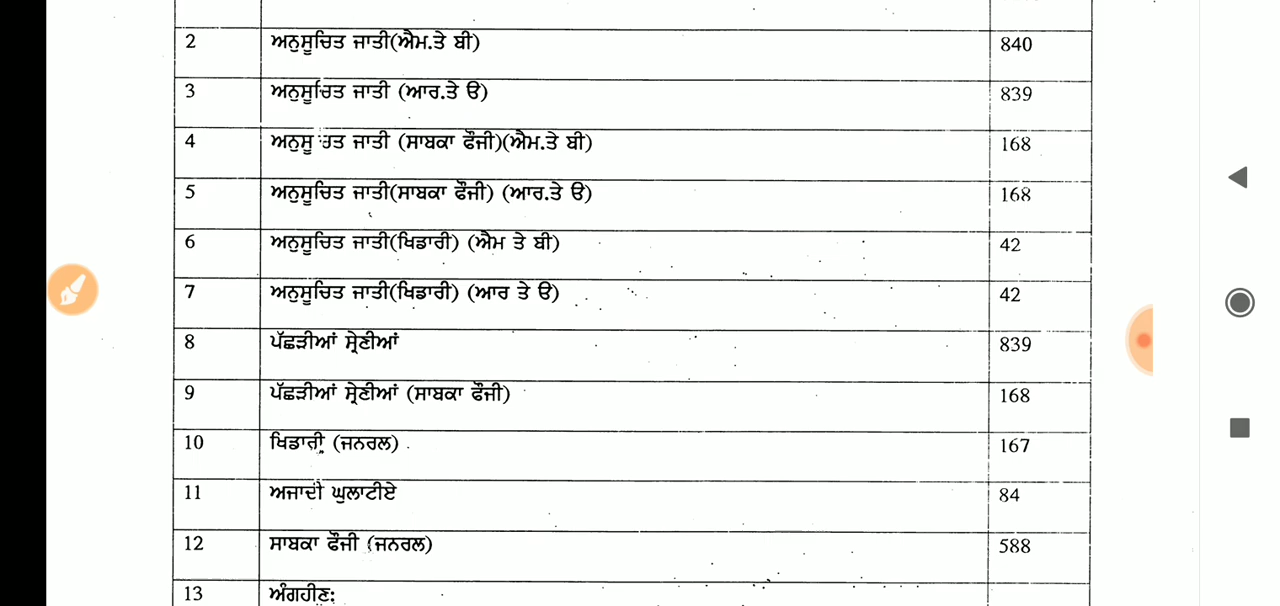 2 ਅਨੁਸੂਚਿਤ ਜਾਤੀ(ਐਮ.ਤੇ ਬੀ) 840
3 ਅਨੁਸੂਚਿਤ ਜਾਤੀ (ਆਰ.ਤੇ ਓ) 839
4 ਅਨੁਸੂਚਿਤ ਜਾਤੀ (ਸਾਬਕਾ ਫੌਜੀ)(ਐਮ.ਤੇ ਬੀ) 168
5 ਅਨੁਸੂਚਿਤ ਜਾਤੀ(ਸਾਬਕਾ ਫੌਜੀ) (ਆਰ.ਤੇ ਓ) 168
6 ਅਨੁਸੂਚਿਤ ਜਾਤੀ(ਖਿਡਾਰੀ) (ਐਮ ਤੇ ਬੀ) 42
7 ਅਨੁਸੂਚਿਤ ਜਾਤੀ(ਖਿਡਾਰੀ) (ਆਰ ਤੇ ਓ) 42
8 ਪੱਛੜੀਆਂ ਸ੍ਰੇਣੀਆਂ 839
9 ਪੱਛੜੀਆਂ ਸ੍ਰੇਣੀਆਂ (ਸਾਬਕਾ ਫੌਜੀ) 168
10 ਖਿਡਾਰੀ (ਜਨਰਲ) 167
11 ਅਜਾਦੀ ਘੁਲਾਟੀਏ 84
12 ਸਾਬਕਾ ਫੌਜੀ (ਜਨਰਲ) 588
13 ਅੰਗਹੀਣ: